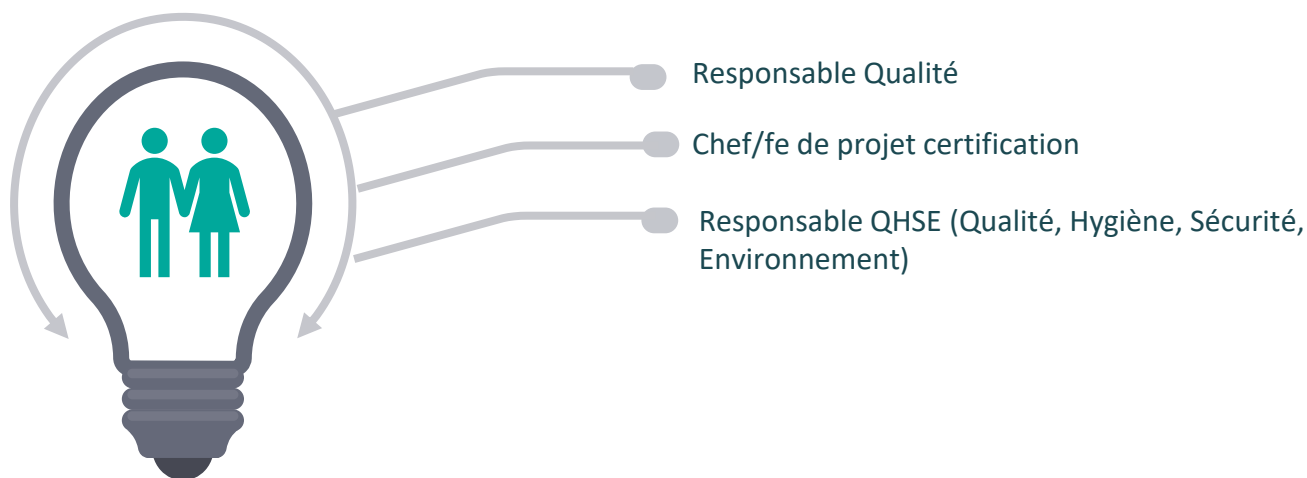 Responsable Qualité
Chef/fe de projet certification
Responsable QHSE (Qualité, Hygiène, Sécurité,
Environnement)